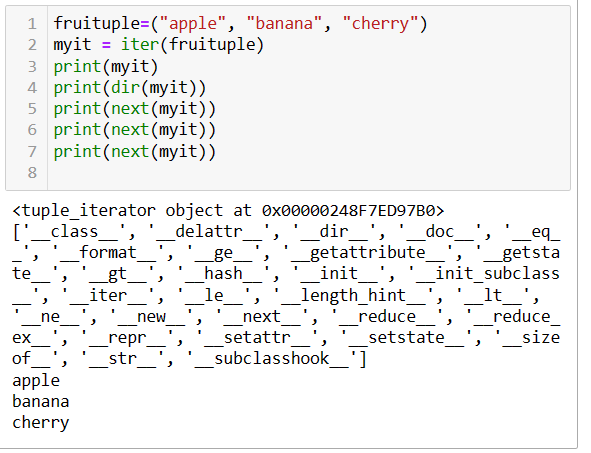 1 fruituple=("apple", "banana", "cherry")
2 myit = iter(fruituple)
3 print(myit)
4 print(dir(myit))
5 print(next(myit))
6 print(next(myit))
7 print(next(myit))
8
<tuple_iterator object at 0x00000248F7ED97B0>
['__class__', '__delattr__', '__dir__', '__doc__', '__eq_
_', '__format__', '__ge__', '__getattribute__', '__getsta
te__', '__gt__', '__hash__', '__init__', '__init_subclass
__', '__iter__', '__le__', '__length_hint__', '__lt__',
'__ne__', '__new__', '__next__', '__reduce__', '__reduce_
ex__', '__repr__', '__setattr__', '__setstate__', '__size
of__', '__str__', '__subclasshook__']
apple
banana
cherry